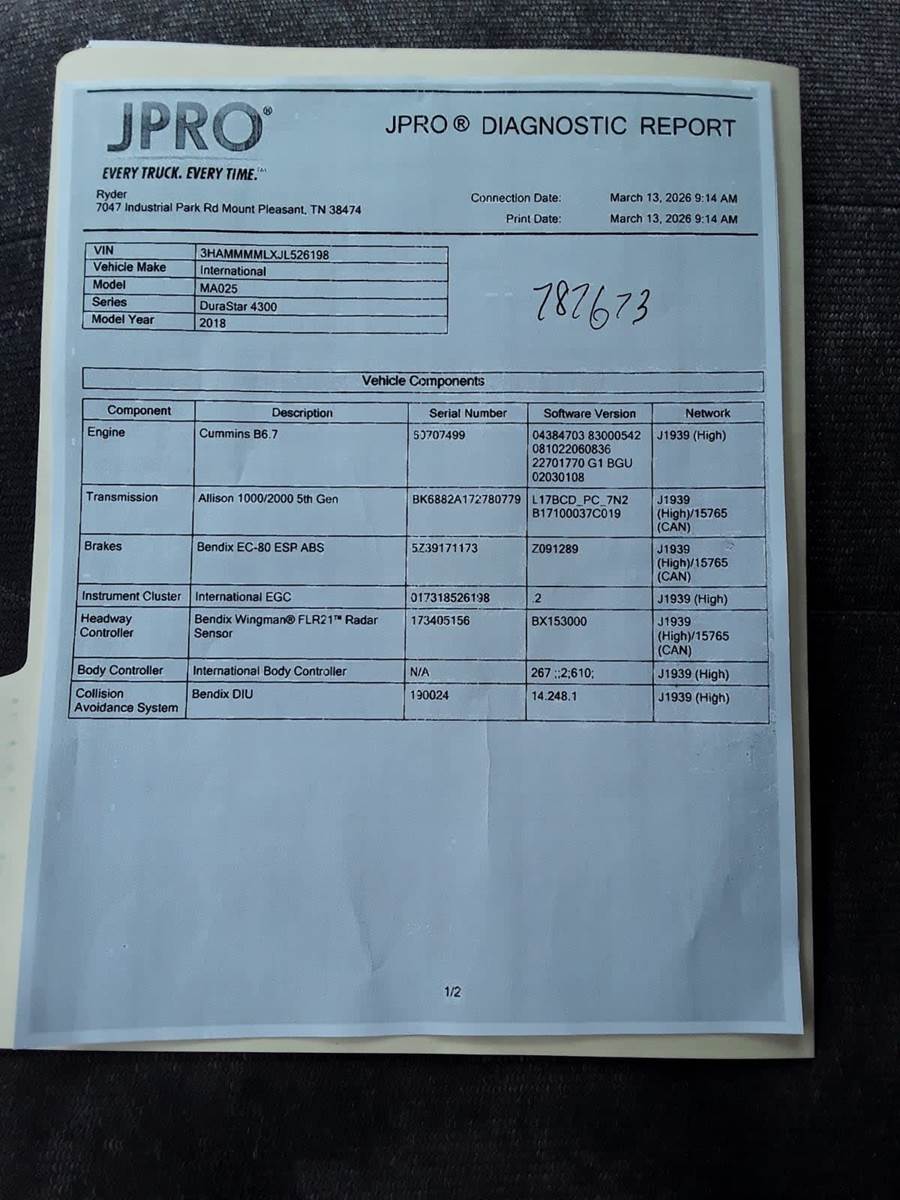 JPRO®
JPRO® DIAGNOSTIC REPORT
EVERY TRUCK. EVERY TIME.
Ryder
7047 Industrial Park Rd Mount Pleasant, TN 38474
Connection Date: March 13, 2026 9:14 AM
Print Date: March 13, 2026 9:14 AM
VIN 3HAMMMMLXJL526198
Vehicle Make International
Model MA025
Series DuraStar 4300
Model Year 2018
787673
Vehicle Components
Component Description Serial Number Software Version Network
Engine Cummins B6.7 50707499 04384703 83000542 J1939 (High)
081022060836
22701770 G1 BGU
02030108
Transmission Allison 1000/2000 5th Gen BK6882A172780779 L17BCD_PC_7N2 J1939
B17100037C019 (High)/15765
(CAN)
Brakes Bendix EC-80 ESP ABS 5Z39171173 Z091289 J1939
(High)/15765
(CAN)
Instrument Cluster International EGC 017318526198 .2 J1939 (High)
Headway Bendix Wingman® FLR21™ Radar 173405156 BX153000 J1939
Controller Sensor (High)/15765
(CAN)
Body Controller International Body Controller N/A 267 :;2;610; J1939 (High)
Collision Bendix DIU 190024 14.248.1 J1939 (High)
Avoidance System
1/2